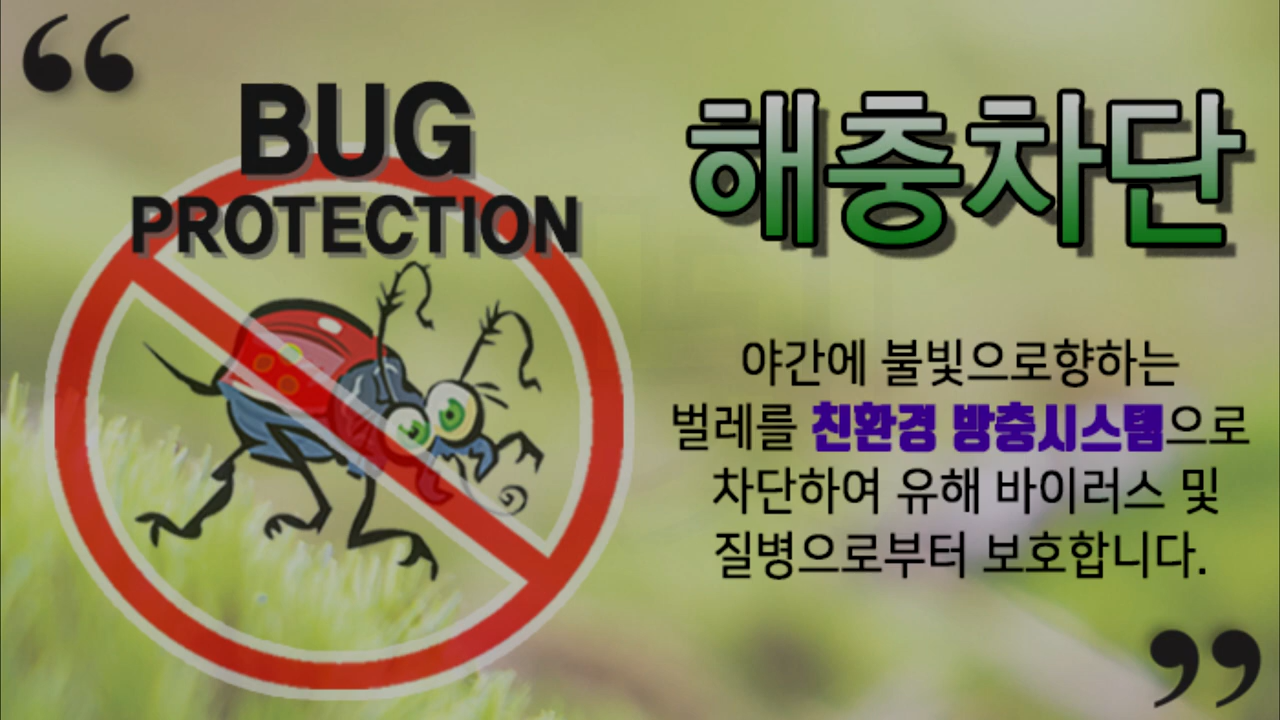 BUG
PROTECTION
해충차단
야간에 불빛으로향하는
벌레를 친환경 방충시스템으로
차단하여 유해 바이러스 및
질병으로부터 보호합니다.